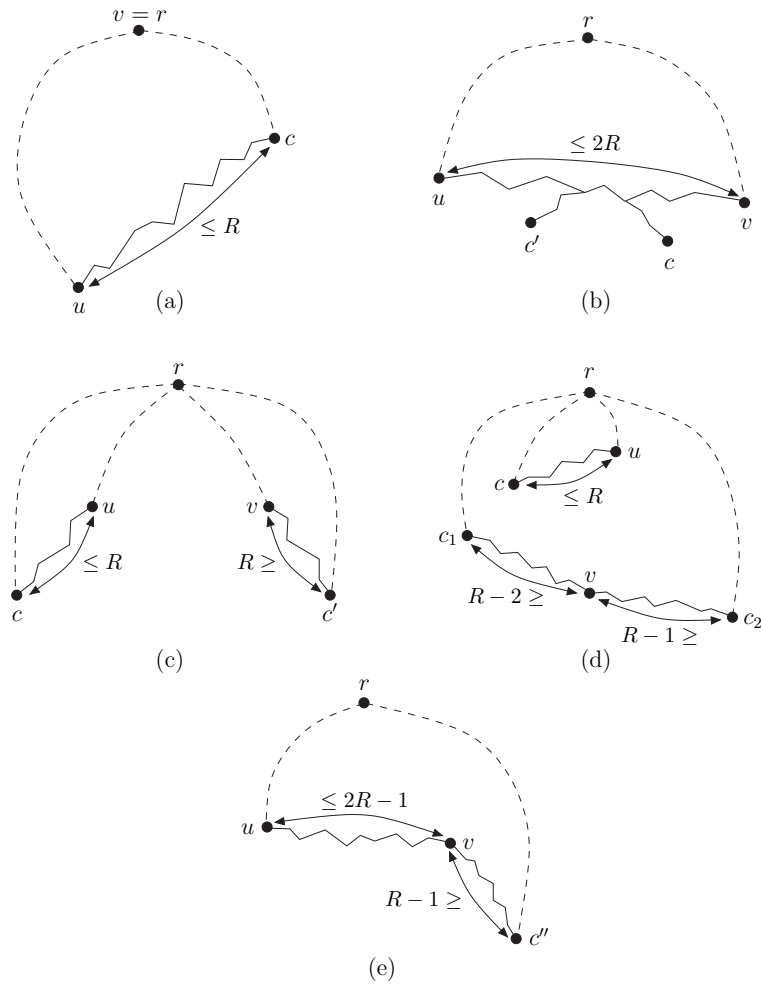 v = r
c
≤ R
u
(a)
r
≤ 2R
u
v
c′
c
(b)
r
u
v
≤ R
R ≥
c
c′
(c)
r
u
c
≤ R
c₁
v
R − 2 ≥
c₂
R − 1 ≥
(d)
r
≤ 2R − 1
u
v
R − 1 ≥
c′′
(e)